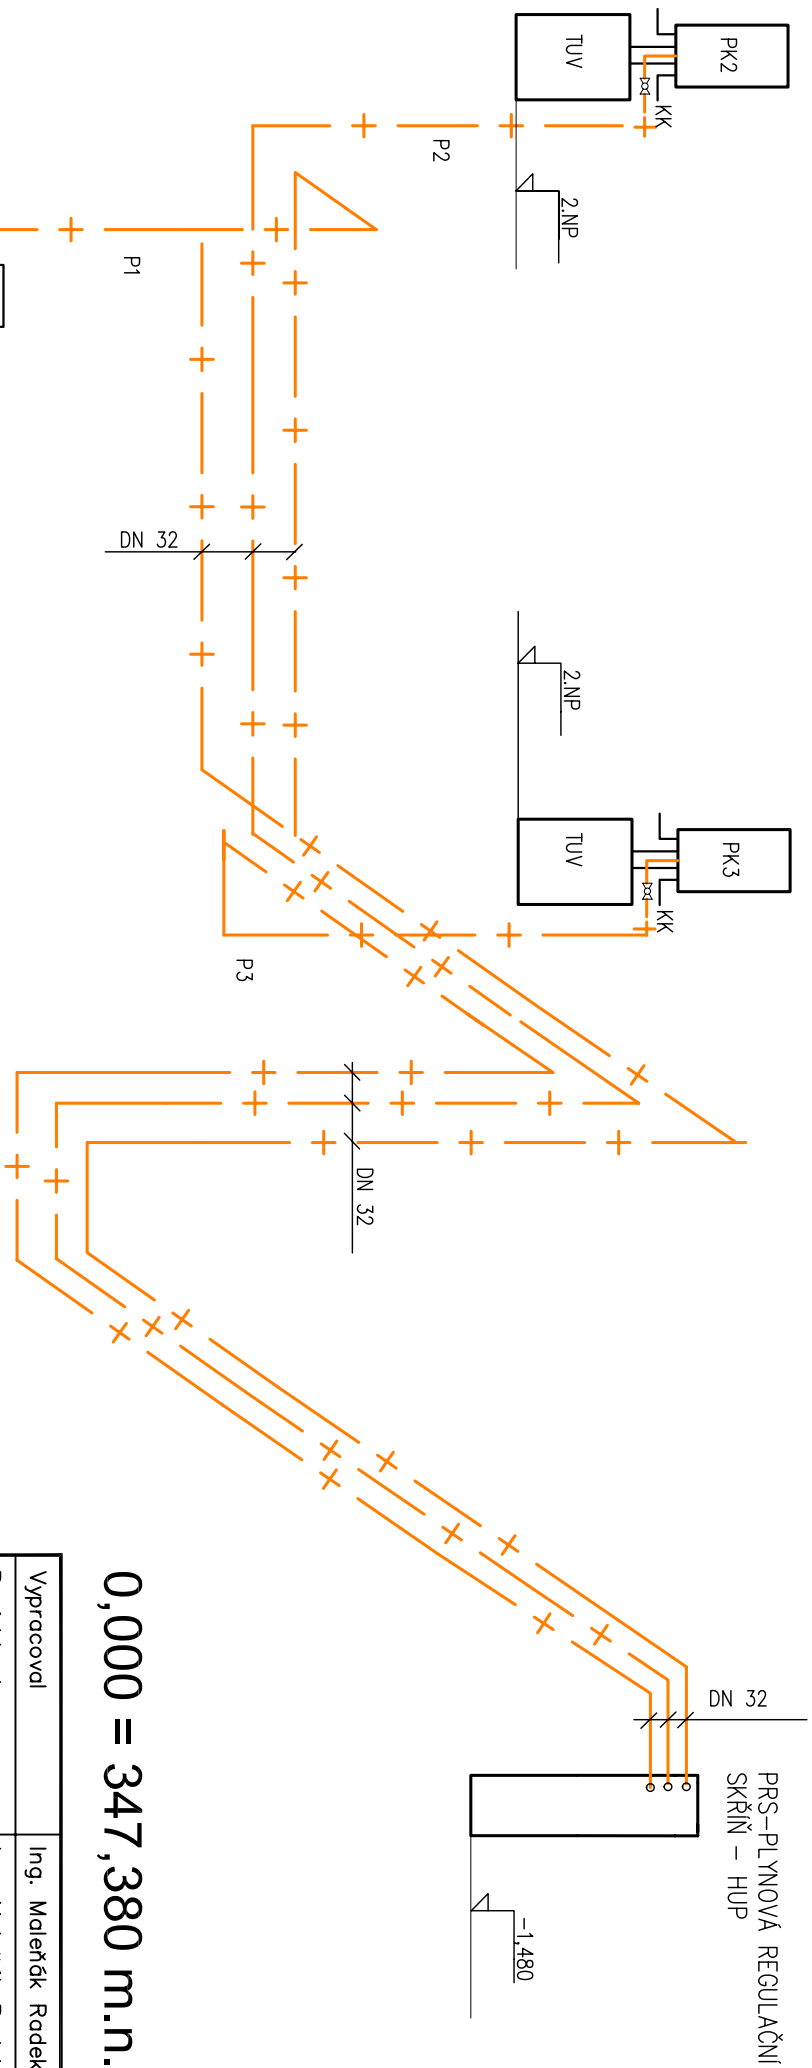 PK2
TUV
KK
P2
2.NP
P1
DN 32
2.NP
PK3
TUV
KK
P3
DN 32
DN 32
PRS-PLYNOVÁ REGULAČNÍ
SKŘÍŇ - HUP
-1,480
0,000 = 347,380 m.n.
Vypracoval
Ing. Maleňák Radek